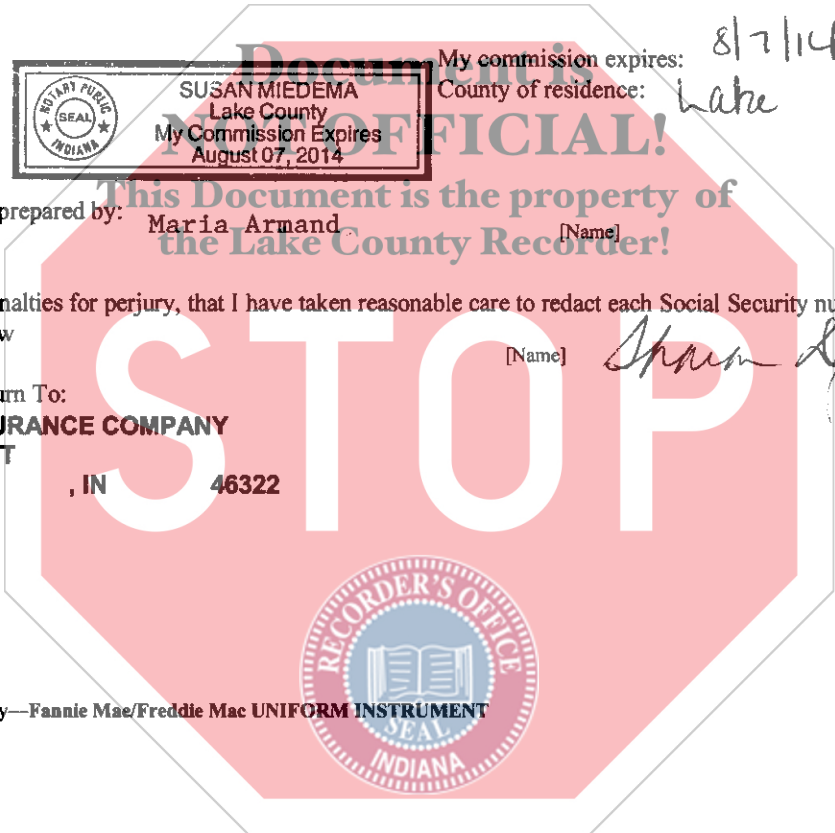 Document is
My commission expires: 8/7/14
County of residence: Lake
NOTARY PUBLIC
SEAL
INDIANA
SUSAN MIEDEMA
Lake County
My Commission Expires
August 07, 2014
NOT OFFICIAL!
This Document is the property of
the Lake County Recorder!
prepared by: Maria Armand [Name]
nalties for perjury, that I have taken reasonable care to redact each Social Security nu
w
[Name]
urn To:
URANCE COMPANY
T
, IN 46322
STOP
RECORDER'S OFFICE
SEAL
INDIANA
y—Fannie Mae/Freddie Mac UNIFORM INSTRUMENT